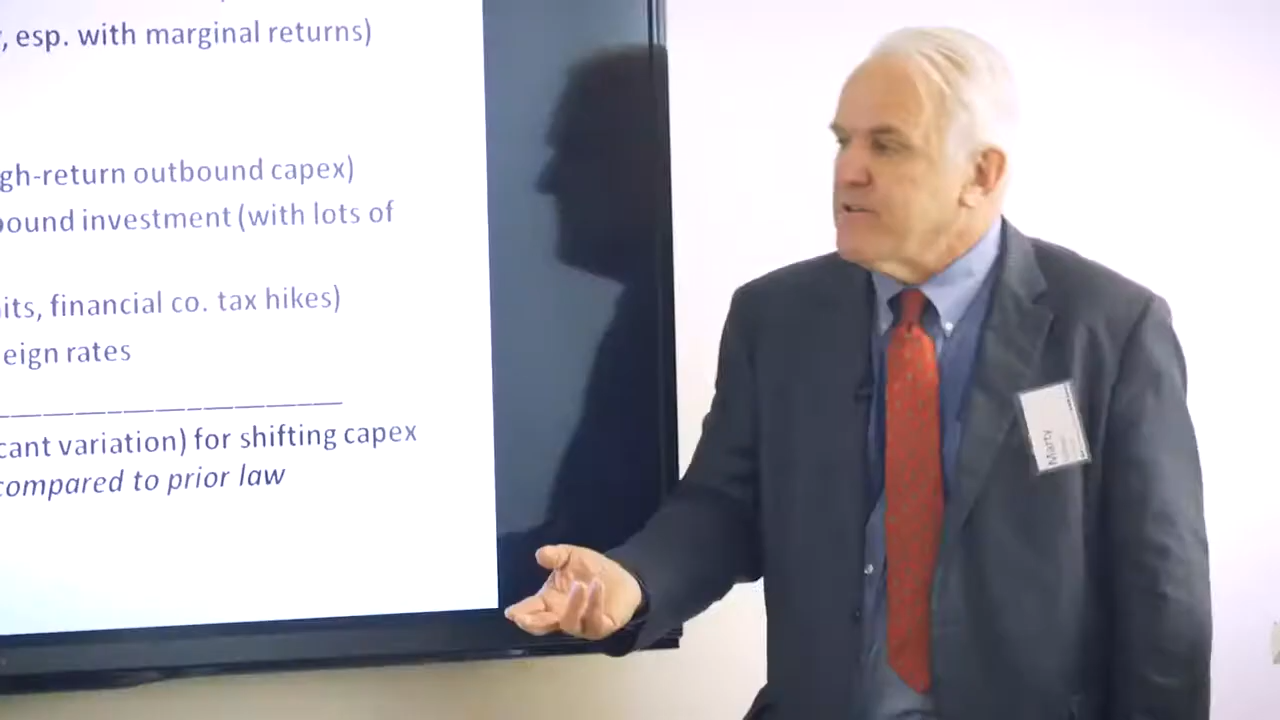 , esp. with marginal returns)
gh-return outbound capex)
bound investment (with lots of
its, financial co. tax hikes)
eign rates
cant variation) for shifting capex
compared to prior law
Marty